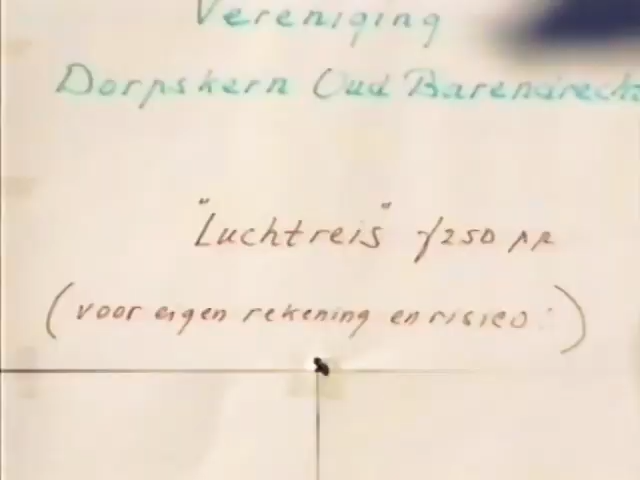 Vereniging
Dorpskern Oud Barendrecht
"Luchtreis" ƒ250 p.p.
(voor eigen rekening en risico!)